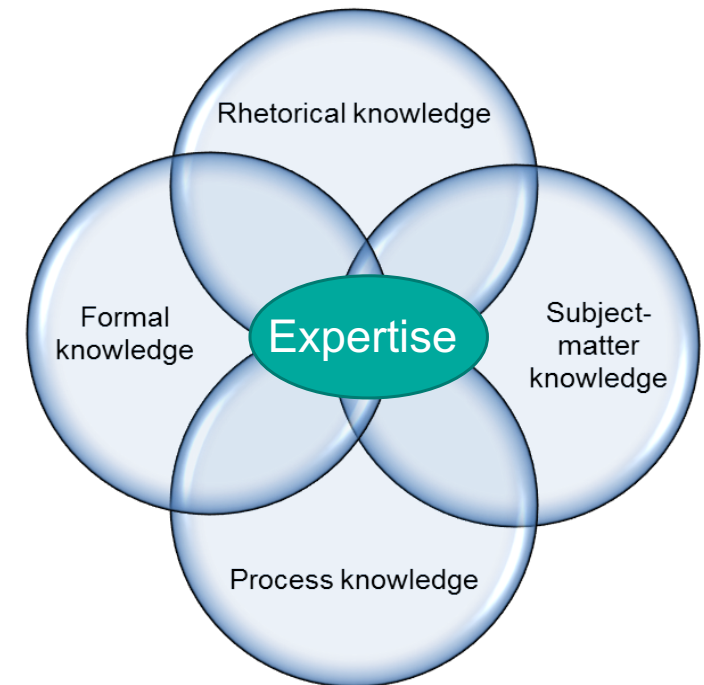 Rhetorical knowledge
Formal
knowledge
Expertise
Subject-
matter
knowledge
Process knowledge